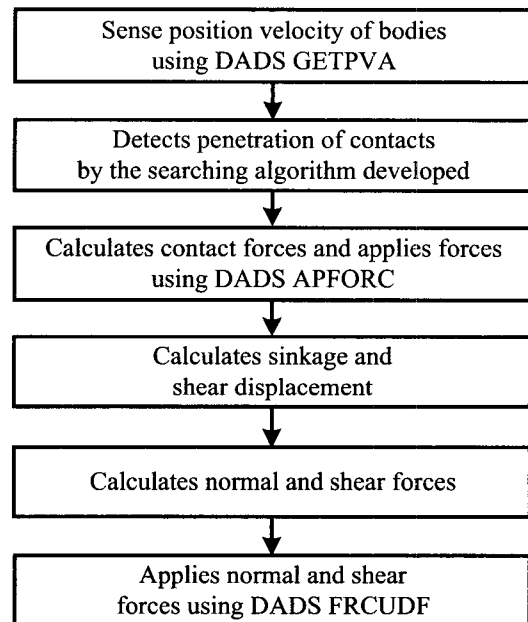 Sense position velocity of bodies
using DADS GETPVA
Detects penetration of contacts
by the searching algorithm developed
Calculates contact forces and applies forces
using DADS APFORC
Calculates sinkage and
shear displacement
Calculates normal and shear forces
Applies normal and shear
forces using DADS FRCUDF